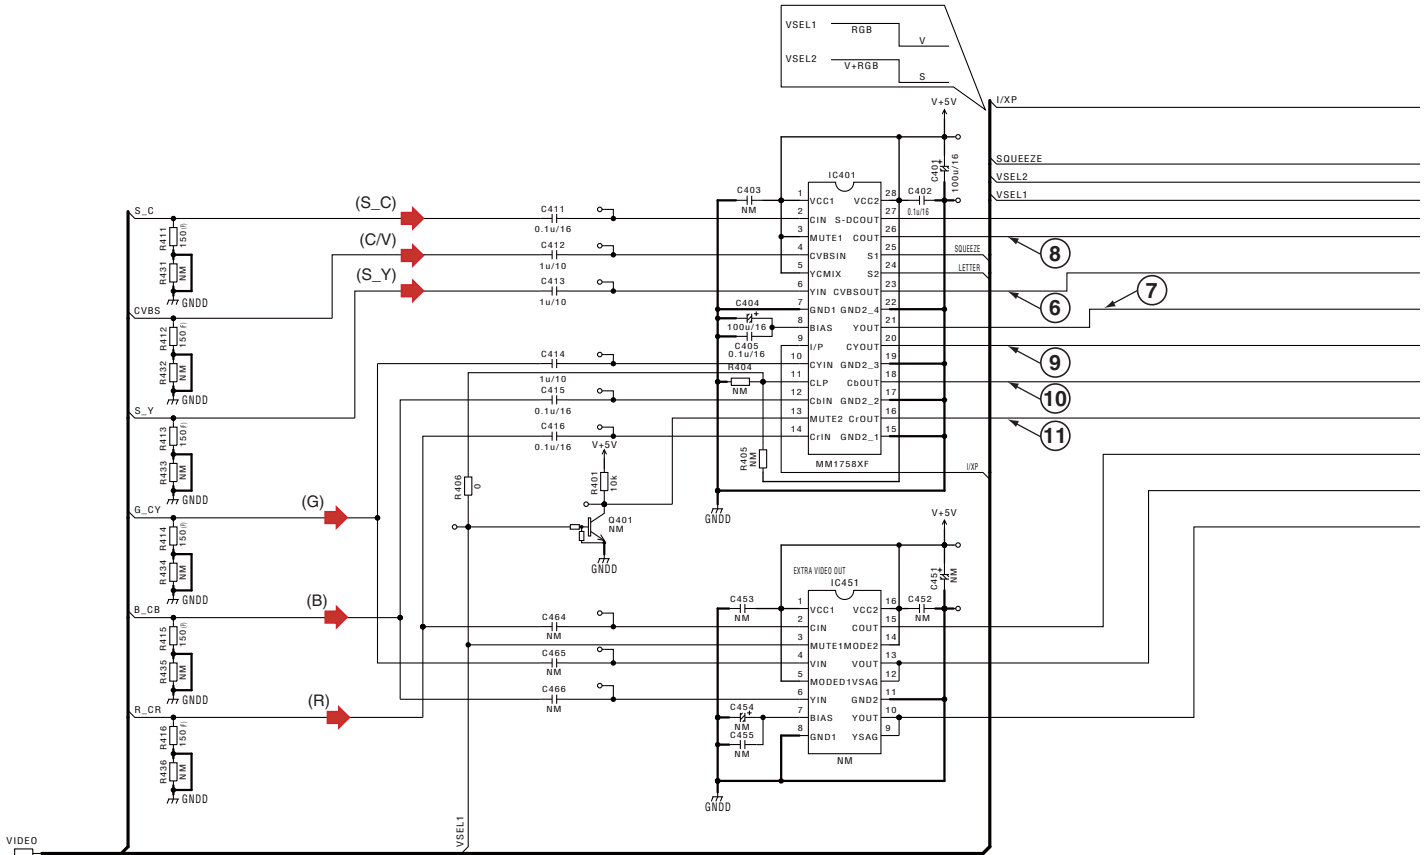 VSEL1 RGB V
VSEL2 V+RGB S
V+5V
I/XP
SQUEEZE
VSEL2
VSEL1
C401 + 100u/16
IC401
C403 NM
C402 0.1u/16
1 VCC1 VCC2 28
2 CIN S-DCOUT 27
3 MUTE1 COUT 26
4 CVBSIN S1 25
5 YCMIX S2 24
6 YIN CVBSOUT 23
7 GND1 GND2_4 22
8 BIAS YOUT 21
9 I/P CYOUT 20
10 CYIN GND2_3 19
11 CLP CbOUT 18
12 CbIN GND2_2 17
13 MUTE2 CrOUT 16
14 CrIN GND2_1 15
MM1758XF
SQUEEZE
LETTER
I/XP
8
6
7
9
10
11
S_C (S_C) C411 0.1u/16
(C/V) C412 1u/10
(S_Y) C413 1u/10
R411 150(F)
R431 NM
GNDD
CVBS
R412 150(F)
R432 NM
GNDD
C404 + 100u/16
C405 0.1u/16
C414 1u/10
C415 0.1u/16
C416 0.1u/16
R404 NM
R405 NM
S_Y
R413 150(F)
R433 NM
GNDD
V+5V
R406 0
R401 10k
Q401 NM
GNDD
GNDD
G_CY (G)
R414 150(F)
R434 NM
GNDD
B_CB (B)
R415 150(F)
R435 NM
GNDD
R_CR (R)
R416 150(F)
R436 NM
GNDD
V+5V
C451 + NM
EXTRA VIDEO OUT
IC451
C453 NM
C452 NM
C464 NM
C465 NM
C466 NM
1 VCC1 VCC2 16
2 CIN COUT 15
3 MUTE1 MODE2 14
4 VIN VOUT 13
5 MODED1 VSAG 12
6 YIN GND2 11
7 BIAS YOUT 10
8 GND1 YSAG 9
NM
C454 + NM
C455 NM
GNDD
VSEL1
VIDEO